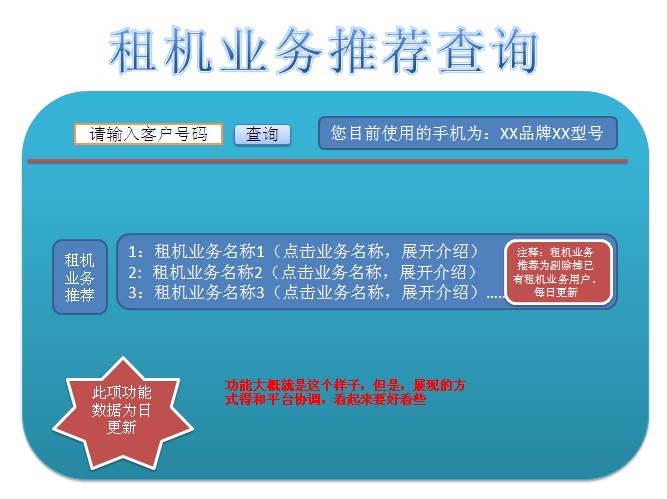 租机业务推荐查询
请输入客户号码
查询
您目前使用的手机为：XX品牌XX型号
租机
业务
推荐
1：租机业务名称1（点击业务名称，展开介绍）
2：租机业务名称2（点击业务名称，展开介绍）
3：租机业务名称3（点击业务名称，展开介绍）.....
注释：租机业务
推荐为剔除掉已
有租机业务用户，
每日更新
此项功能
数据为日
更新
功能大概就是这个样子，但是，展现的方
式得和平台协调，看起来要好看些